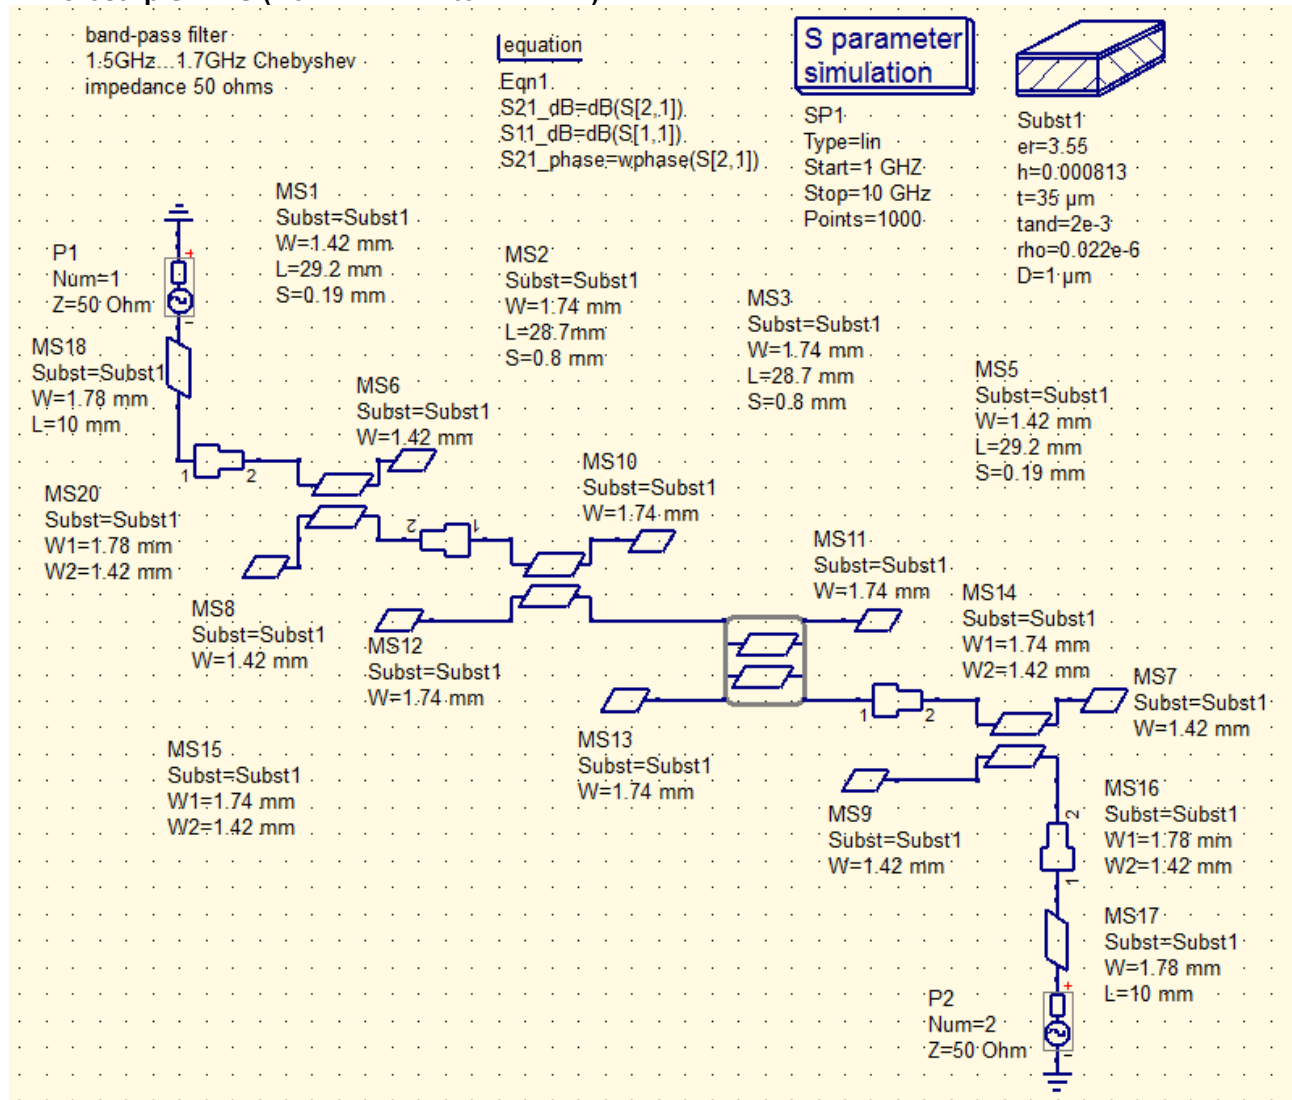 band-pass filter
1.5GHz...1.7GHz Chebyshev
impedance 50 ohms
equation
Eqn1
S21_dB=dB(S[2,1])
S11_dB=dB(S[1,1])
S21_phase=wphase(S[2,1])
S parameter
simulation
SP1
Type=lin
Start=1 GHZ
Stop=10 GHz
Points=1000
Subst1
er=3.55
h=0.000813
t=35 µm
tand=2e-3
rho=0.022e-6
D=1 µm
MS1
Subst=Subst1
W=1.42 mm
L=29.2 mm
S=0.19 mm
P1
Num=1
Z=50 Ohm
+
-
MS2
Subst=Subst1
W=1.74 mm
L=28.7mm
S=0.8 mm
MS3
Subst=Subst1
W=1.74 mm
L=28.7 mm
S=0.8 mm
MS5
Subst=Subst1
W=1.42 mm
L=29.2 mm
S=0.19 mm
MS18
Subst=Subst1
W=1.78 mm
L=10 mm
MS6
Subst=Subst1
W=1.42 mm
1
2
MS20
Subst=Subst1
W1=1.78 mm
W2=1.42 mm
MS10
Subst=Subst1
W=1.74 mm
2
1
MS8
Subst=Subst1
W=1.42 mm
MS12
Subst=Subst1
W=1.74 mm
MS11
Subst=Subst1
W=1.74 mm
MS14
Subst=Subst1
W1=1.74 mm
W2=1.42 mm
MS7
Subst=Subst1
W=1.42 mm
1
2
MS15
Subst=Subst1
W1=1.74 mm
W2=1.42 mm
MS13
Subst=Subst1
W=1.74 mm
MS9
Subst=Subst1
W=1.42 mm
MS16
Subst=Subst1
W1=1.78 mm
W2=1.42 mm
2
1
MS17
Subst=Subst1
W=1.78 mm
L=10 mm
P2
Num=2
Z=50 Ohm
+
-